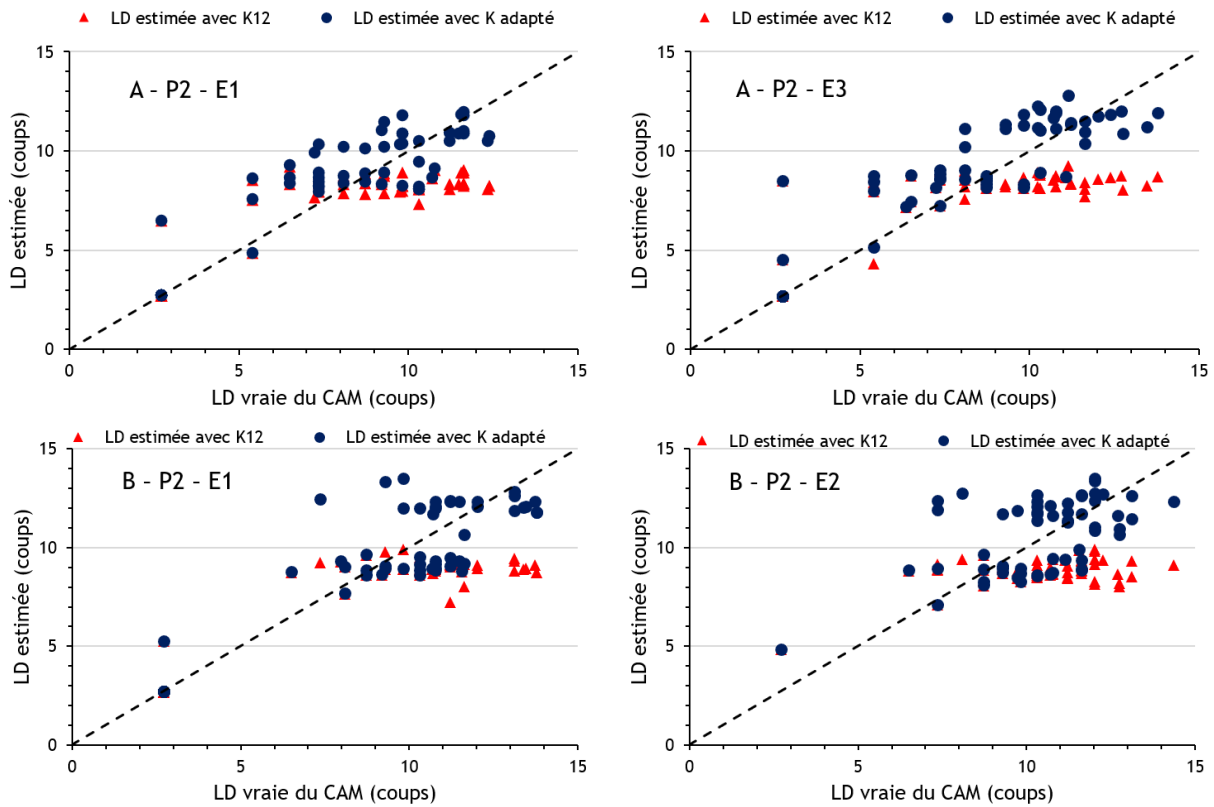 LD estimée avec K12 LD estimée avec K adapté
A - P2 - E1
LD estimée (coups)
15
10
5
0
0 5 10 15
LD vraie du CAM (coups)
LD estimée avec K12 LD estimée avec K adapté
A - P2 - E3
LD estimée (coups)
15
10
5
0
0 5 10 15
LD vraie du CAM (coups)
LD estimée avec K12 LD estimée avec K adapté
B - P2 - E1
LD estimée (coups)
15
10
5
0
0 5 10 15
LD vraie du CAM (coups)
LD estimée avec K12 LD estimée avec K adapté
B - P2 - E2
LD estimée (coups)
15
10
5
0
0 5 10 15
LD vraie du CAM (coups)